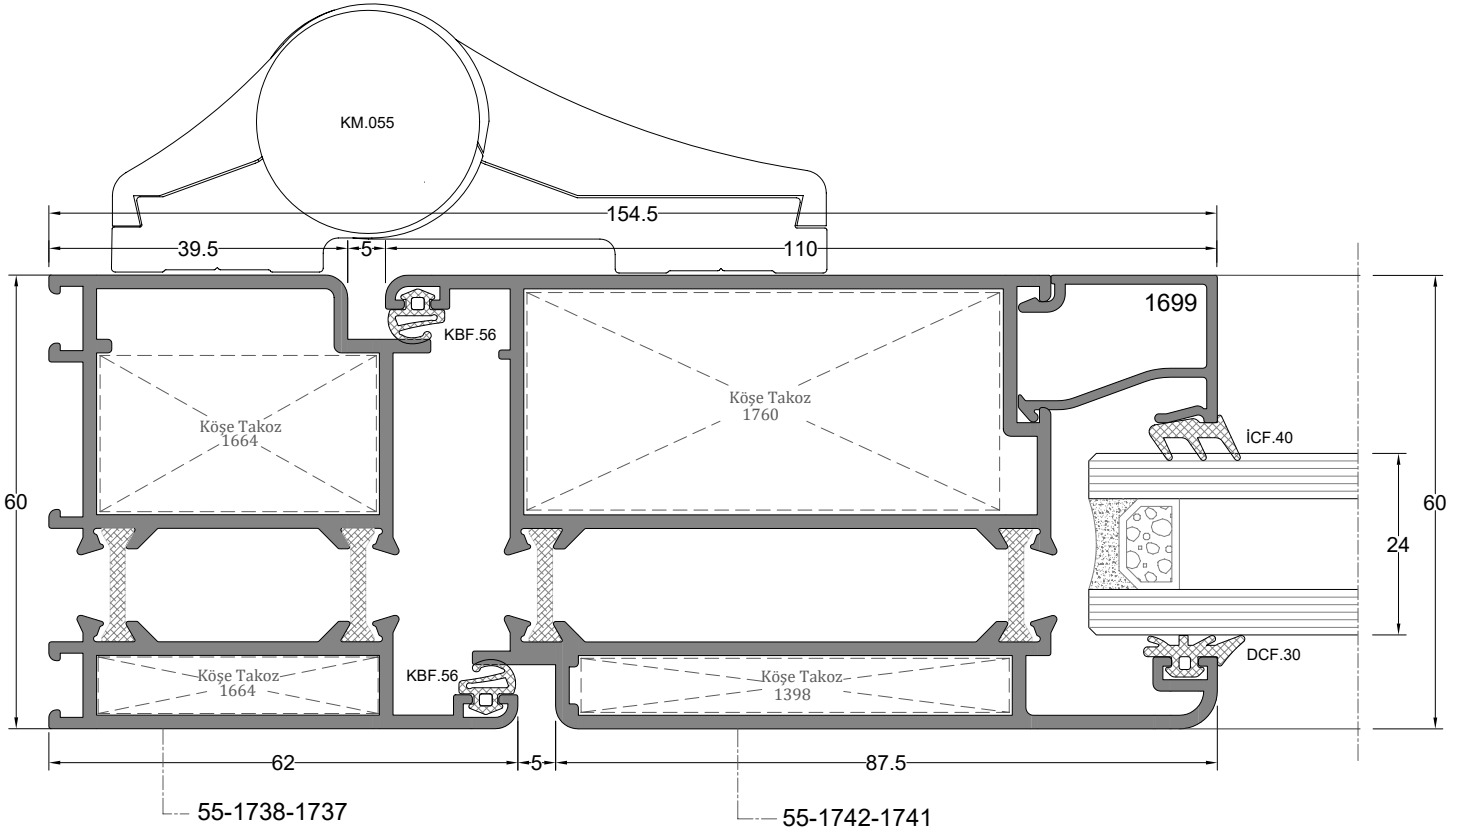 KM.055
154.5
39.5
5
110
1699
KBF.56
Köşe Takoz
1760
Köşe Takoz
1664
İCF.40
60
60
24
DCF.30
KBF.56
Köşe Takoz
1664
Köşe Takoz
1398
62
5
87.5
55-1738-1737
55-1742-1741